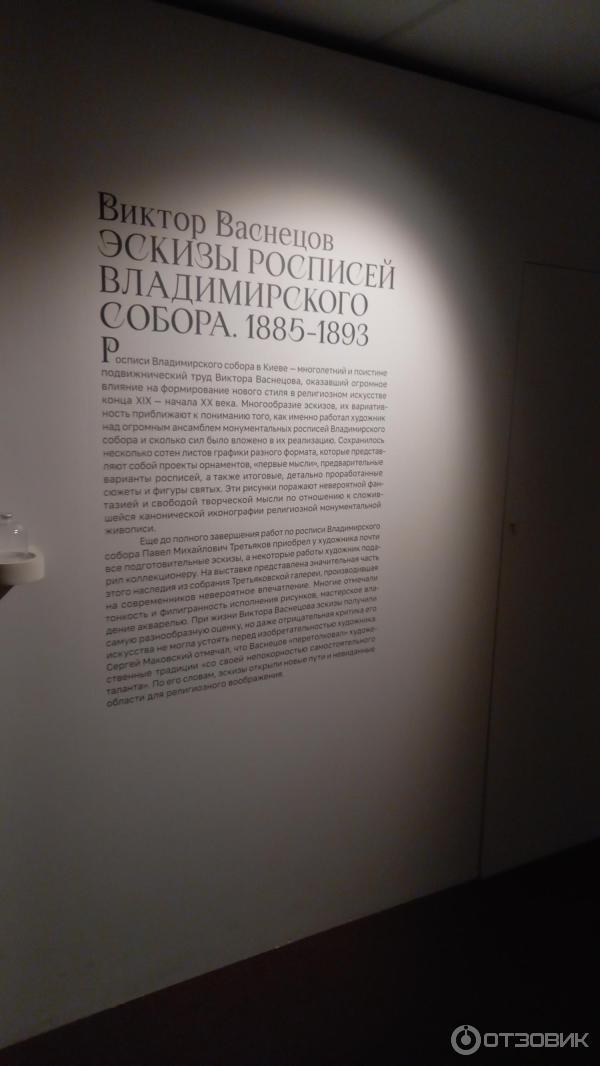 Виктор Васнецов
ЭСКИЗЫ РОСПИСЕЙ
ВЛАДИМИРСКОГО
СОБОРА. 1885–1893
Росписи Владимирского собора в Киеве – многолетний и поистине
подвижнический труд Виктора Васнецова, оказавший огромное
влияние на формирование нового стиля в религиозном искусстве
конца XIX – начала XX века. Многообразие эскизов, их вариатив-
ность приближают к пониманию того, как именно работал художник
над огромным ансамблем монументальных росписей Владимирского
собора и сколько сил было вложено в их реализацию. Сохранилось
несколько сотен листов графики разного формата, которые представ-
ляют собой проекты орнаментов, «первые мысли», предварительные
варианты росписей, а также итоговые, детально проработанные
сюжеты и фигуры святых. Эти рисунки поражают невероятной фан-
тазией и свободой творческой мысли по отношению к сложив-
шейся канонической иконографии религиозной монументальной
живописи.
Еще до полного завершения работ по росписи Владимирского
собора Павел Михайлович Третьяков приобрел у художника почти
все подготовительные эскизы, а некоторые работы художник пода-
рил коллекционеру. На выставке представлена значительная часть
этого наследия из собрания Третьяковской галереи, производившая
на современников невероятное впечатление. Многие отмечали
тонкость и филигранность исполнения рисунков, мастерское вла-
дение акварелью. При жизни Виктора Васнецова эскизы получили
самую разнообразную оценку, но даже отрицательная критика его
искусства не могла устоять перед изобретательностью художника.
Сергей Маковский отмечал, что Васнецов «перетолковал» художе-
ственные традиции «со своей непокорностью самостоятельного
таланта». По его словам, эскизы открыли новые пути и невиданные
области для религиозного воображения.
ОТЗОВИК